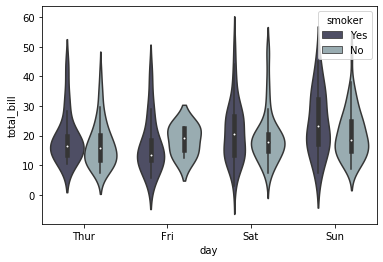 60
50
40
30
20
10
0
total_bill
smoker
Yes
No
Thur
Fri
Sat
Sun
day